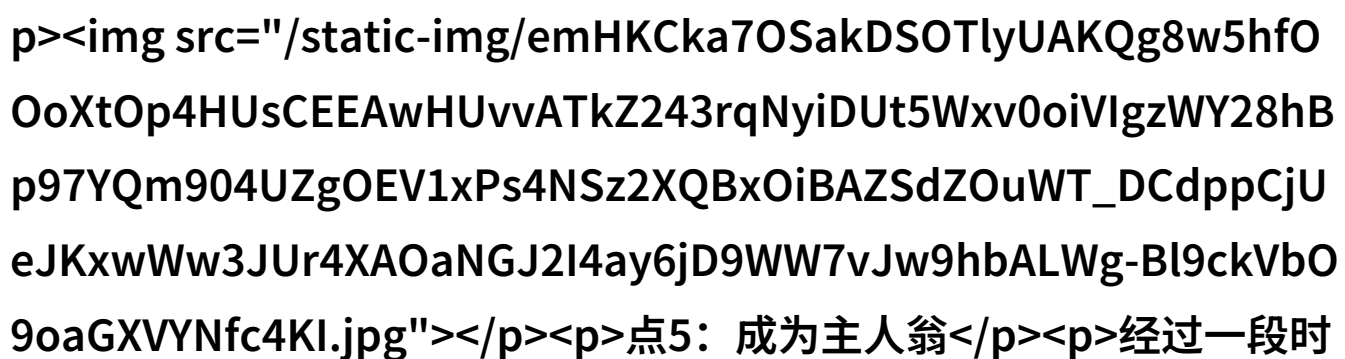 p><img src="/static-img/emHKCka7OSakDSOTlyUAKQg8w5hfO
OoXtOp4HUsCEEAwHUvvATkZ243rqNyiDUt5Wxv0oiVIgzWY28hB
p97YQm904UZgOEV1xPs4NSz2XQBxOiBAZSdZOuWT_DCdppCjU
eJKxwWw3JUr4XAOaNGJ2I4ay6jD9WW7vJw9hbALWg-Bl9ckVbO
9oaGXVYNfc4KI.jpg"></p><p>点5：成为主人翁</p><p>经过一段时